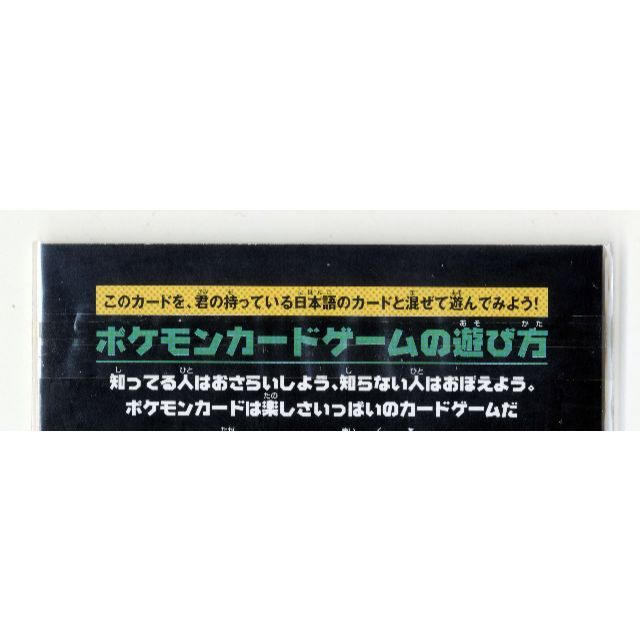 このカードを、君の持っている日本語のカードと混ぜて遊んでみよう!
ポケモンカードゲームの遊び方
知ってる人はおさらいしよう、知らない人はおぼえよう。
ポケモンカードは楽しさいっぱいのカードゲームだ